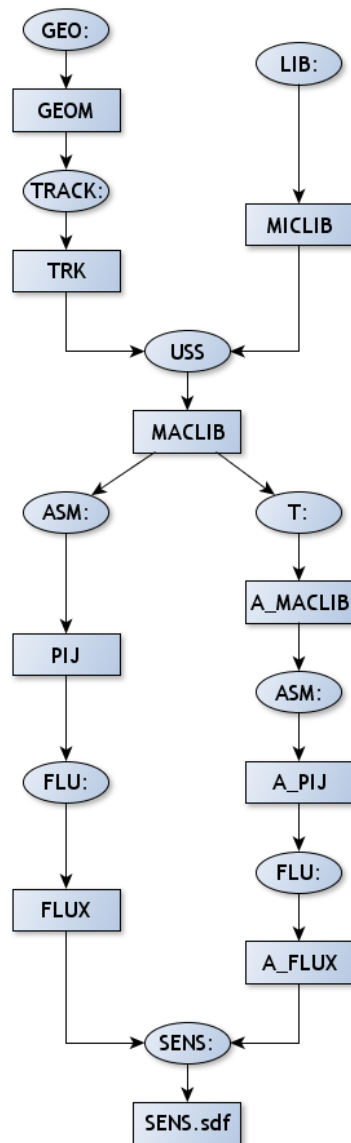 GEO:
LIB:
GEOM
TRACK:
MICLIB
TRK
USS
MACLIB
ASM:
T:
A_MACLIB
PIJ
ASM:
FLU:
A_PIJ
FLU:
FLUX
A_FLUX
SENS:
SENS.sdf